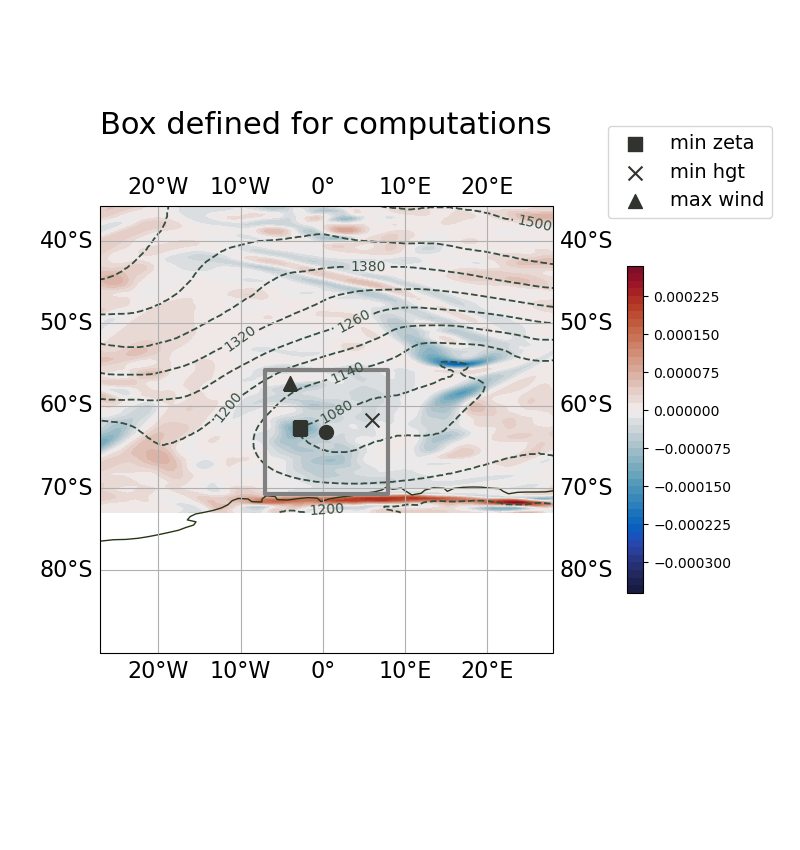 Box defined for computations
min zeta
min hgt
max wind
20°W 10°W 0° 10°E 20°E
1500
40°S 40°S
1380
0.000225
50°S 50°S
1260
1320
0.000150
0.000075
1140
60°S 60°S
1200
1080
0.000000
−0.000075
70°S 70°S
−0.000150
1200
−0.000225
80°S 80°S
−0.000300
20°W 10°W 0° 10°E 20°E